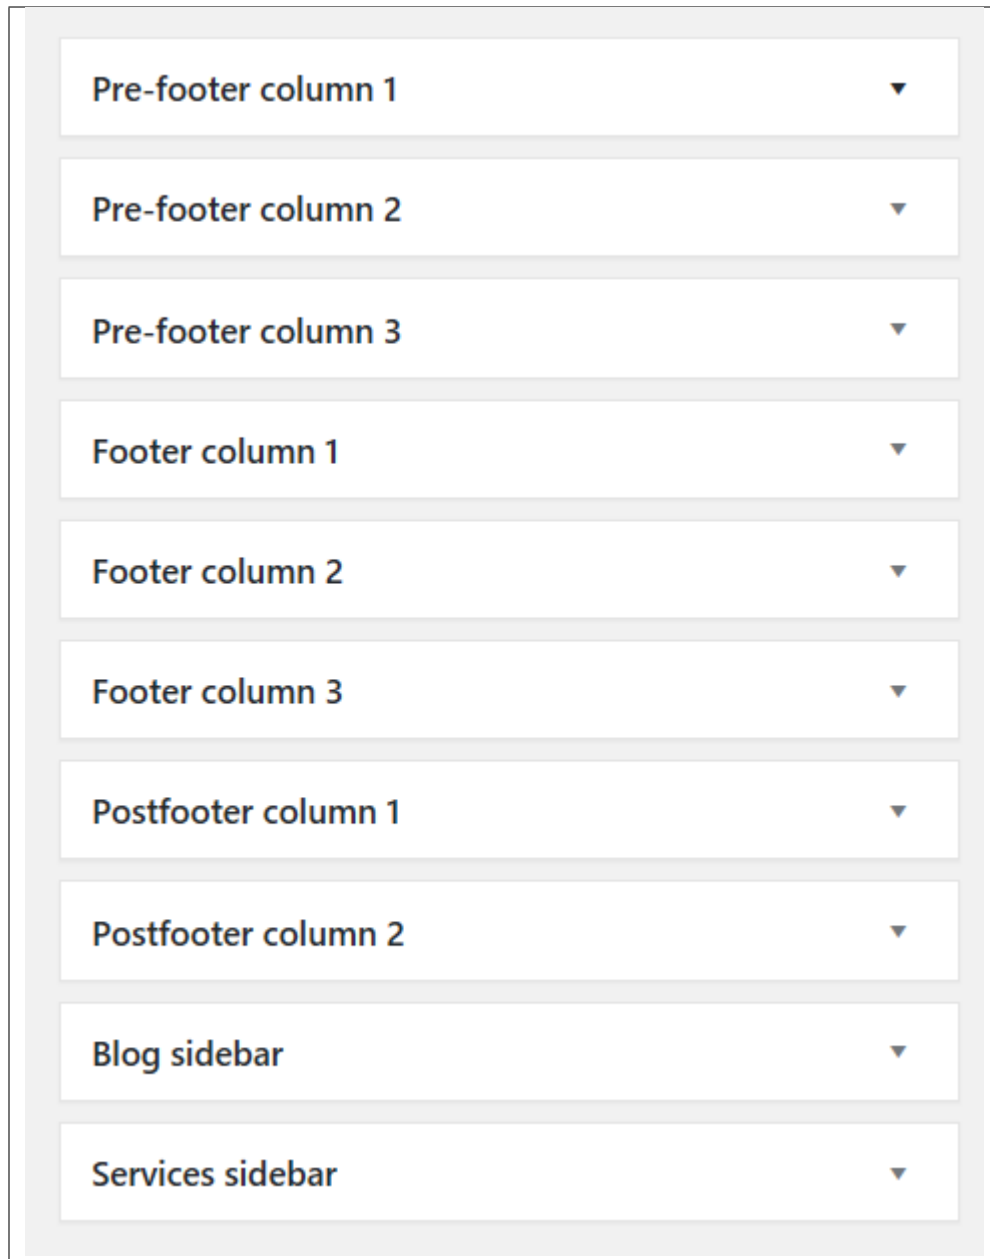 Pre-footer column 1
Pre-footer column 2
Pre-footer column 3
Footer column 1
Footer column 2
Footer column 3
Postfooter column 1
Postfooter column 2
Blog sidebar
Services sidebar